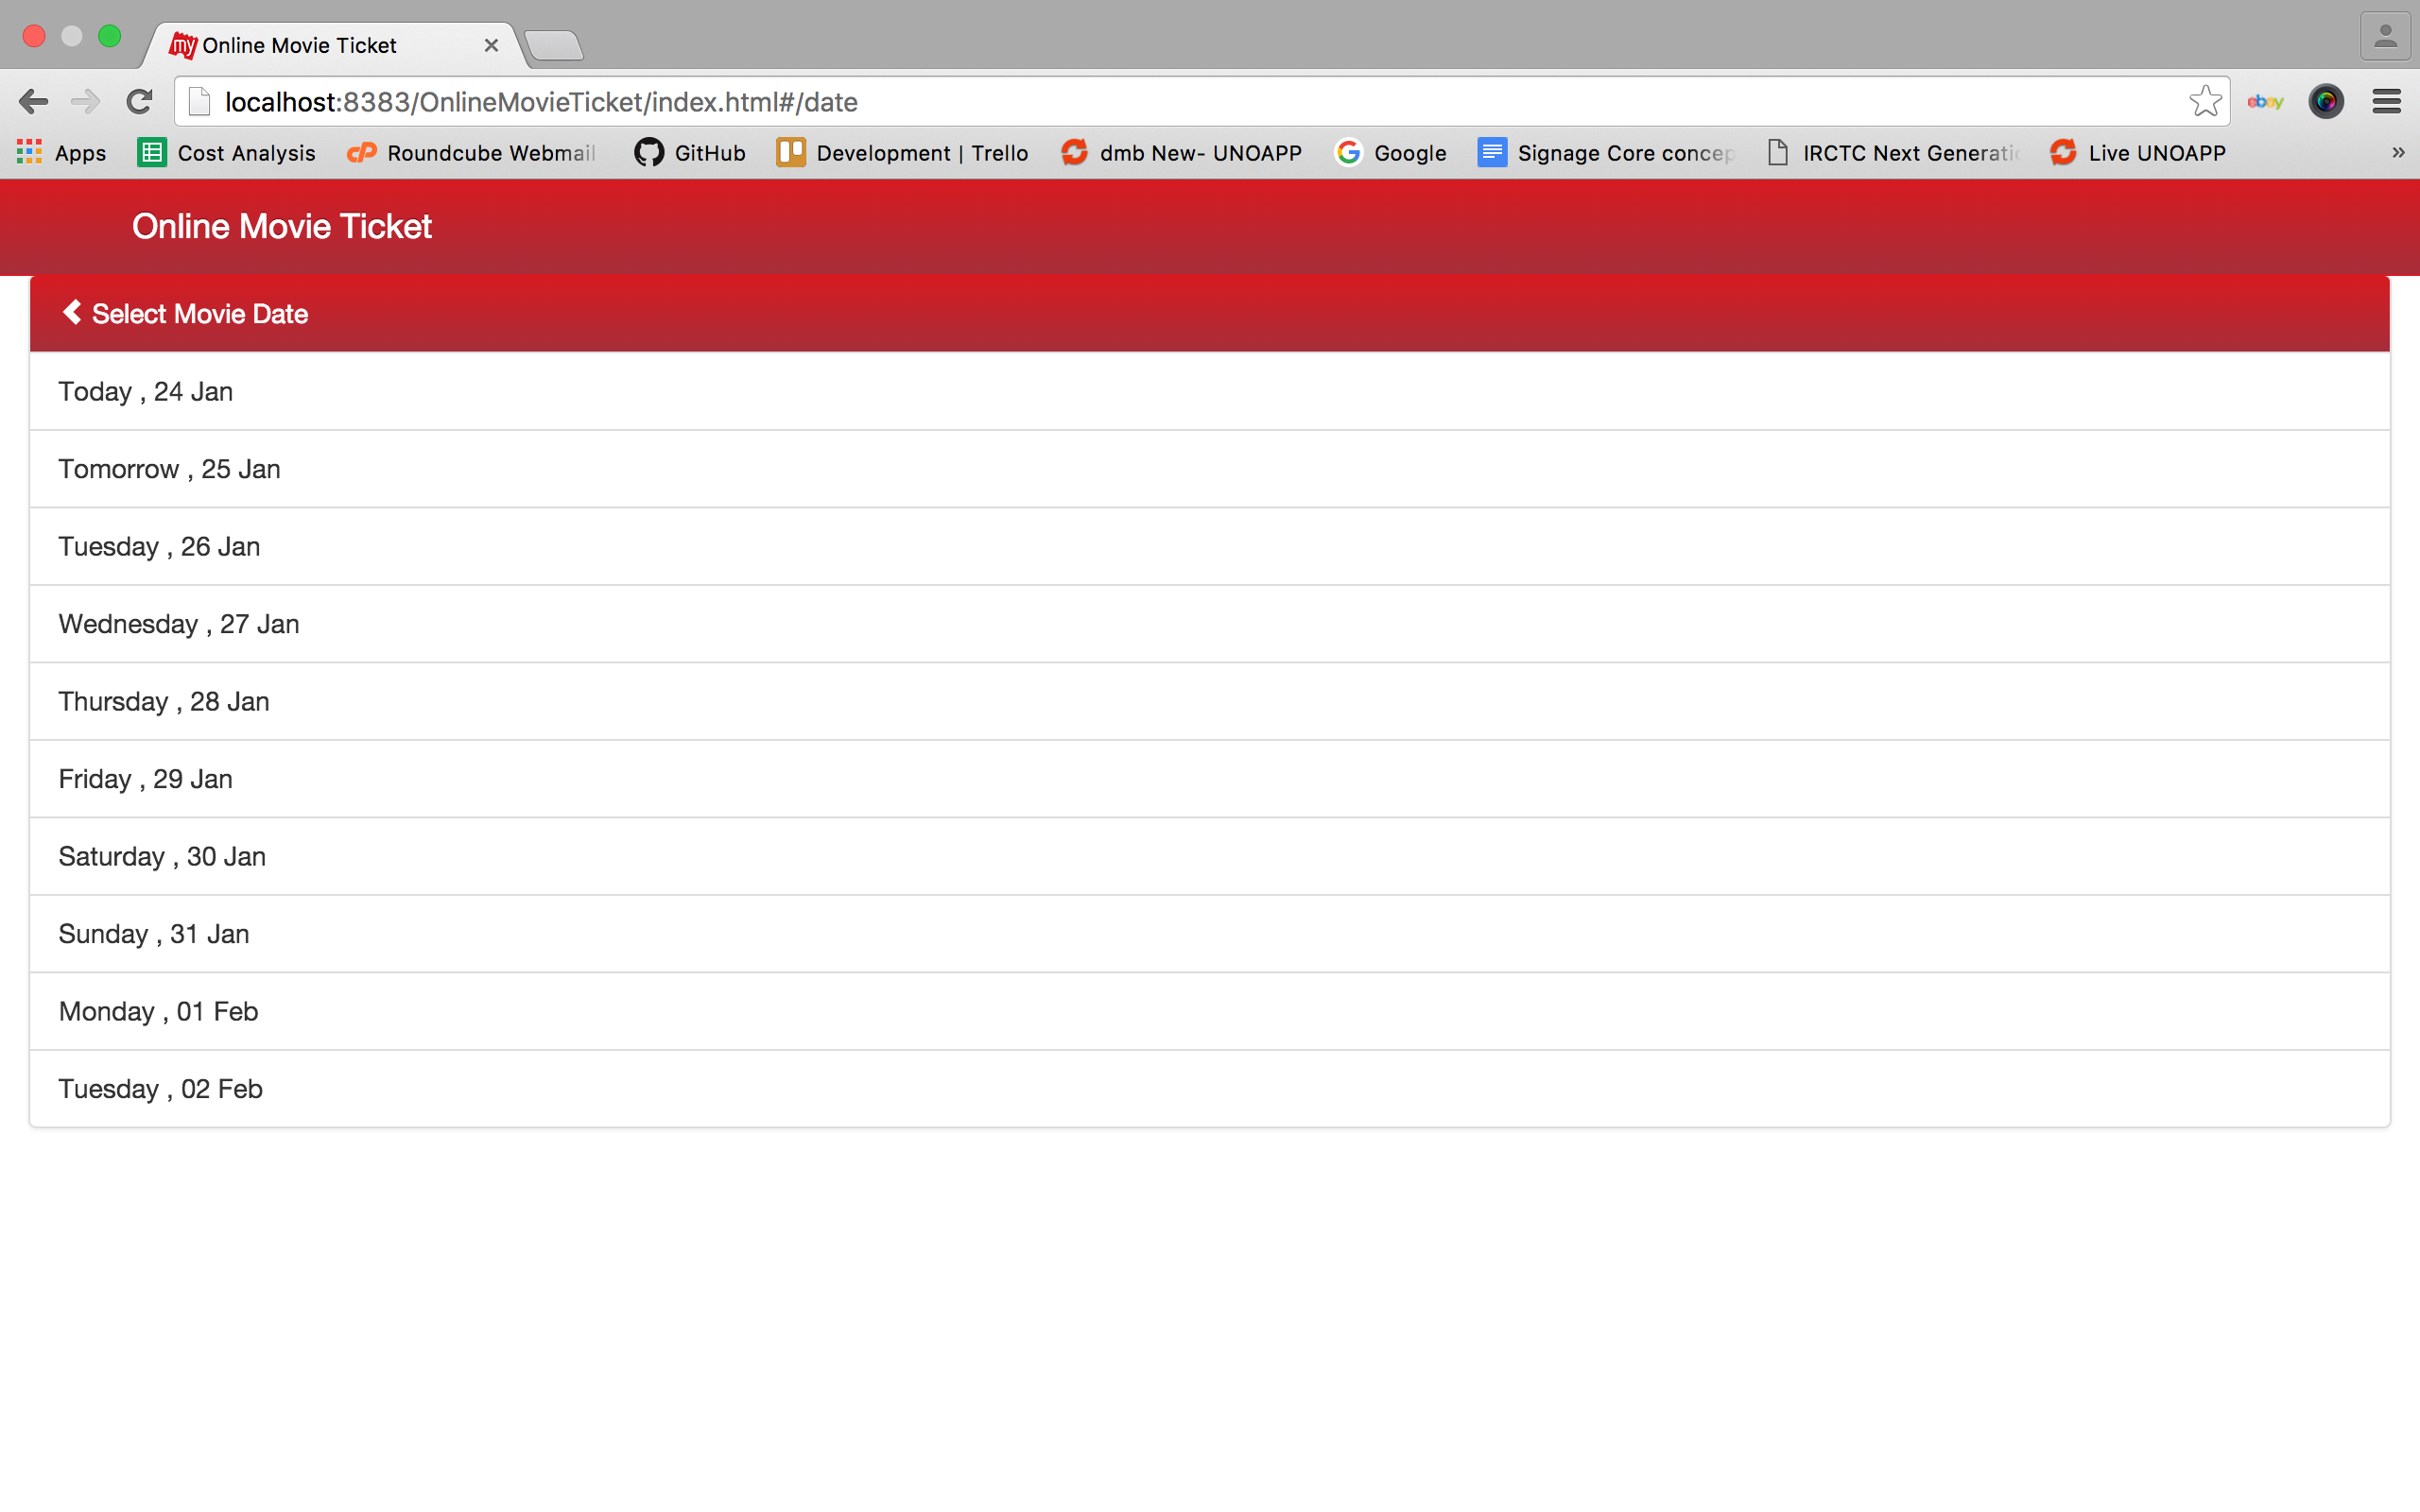 my Online Movie Ticket
localhost:8383/OnlineMovieTicket/index.html#/date
ebay
Apps Cost Analysis cP Roundcube Webmail GitHub Development | Trello dmb New- UNOAPP G Google Signage Core concep IRCTC Next Generati Live UNOAPP »
Online Movie Ticket
Select Movie Date
Today , 24 Jan
Tomorrow , 25 Jan
Tuesday , 26 Jan
Wednesday , 27 Jan
Thursday , 28 Jan
Friday , 29 Jan
Saturday , 30 Jan
Sunday , 31 Jan
Monday , 01 Feb
Tuesday , 02 Feb